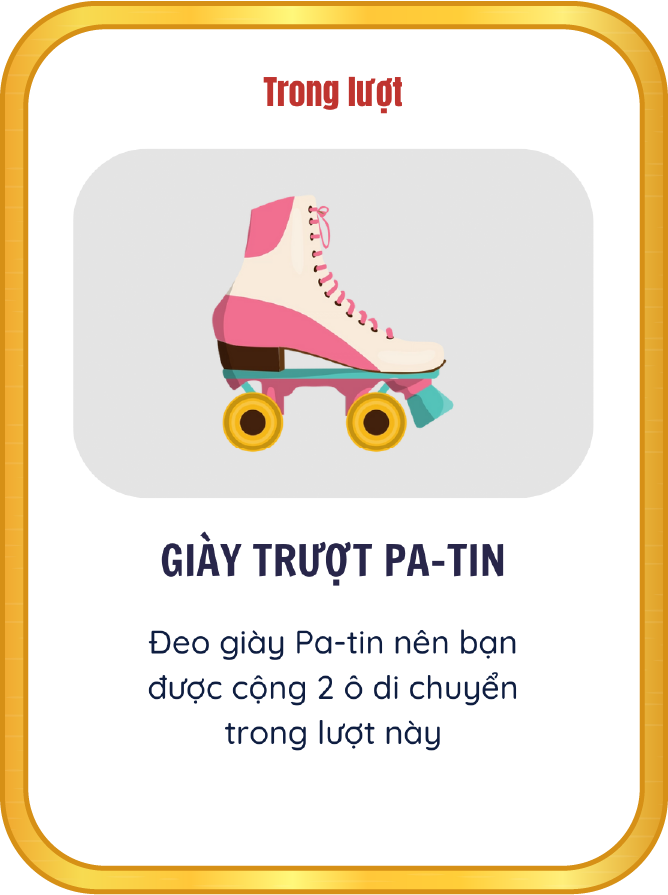 Trong lượt
GIÀY TRƯỢT PA-TIN
Đeo giày Pa-tin nên bạn
được cộng 2 ô di chuyển
trong lượt này